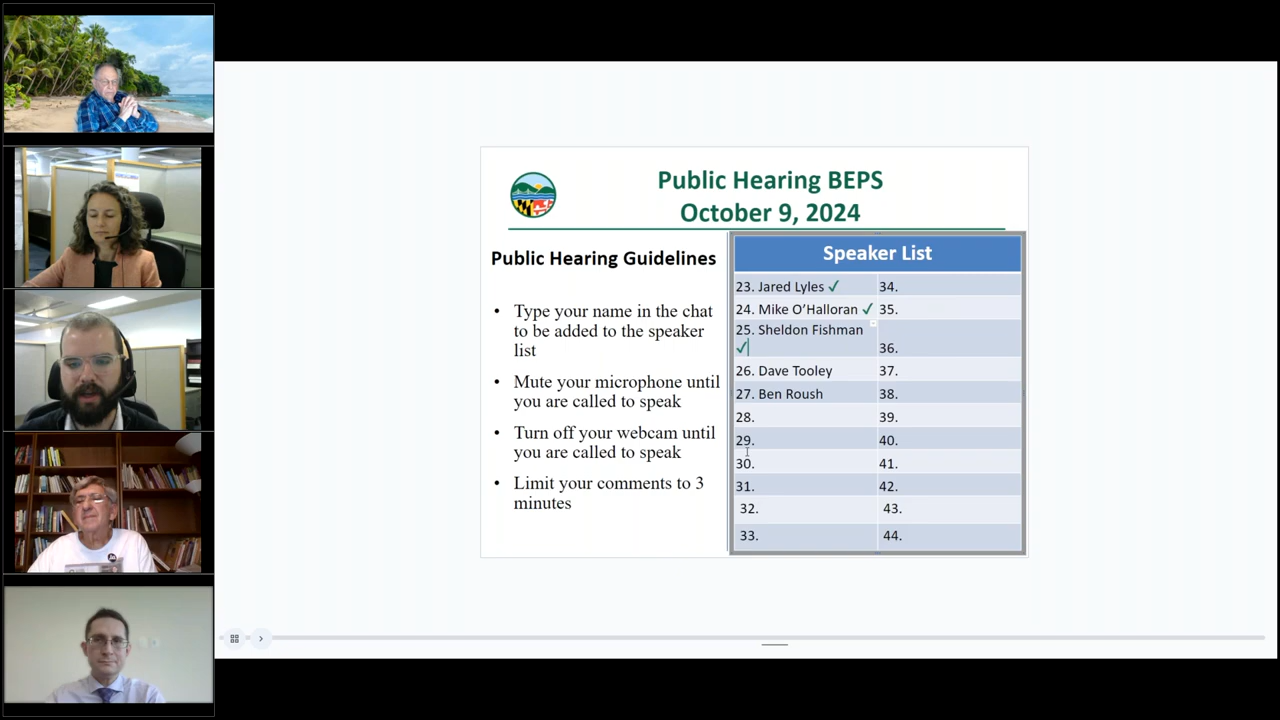 Public Hearing BEPS
October 9, 2024
Public Hearing Guidelines
• Type your name in the chat
to be added to the speaker
list
• Mute your microphone until
you are called to speak
• Turn off your webcam until
you are called to speak
• Limit your comments to 3
minutes
Speaker List
23. Jared Lyles ✓
34.
24. Mike O’Halloran ✓
35.
25. Sheldon Fishman
✓
36.
26. Dave Tooley
37.
27. Ben Roush
38.
28.
39.
29.
40.
30.
41.
31.
42.
32.
43.
33.
44.